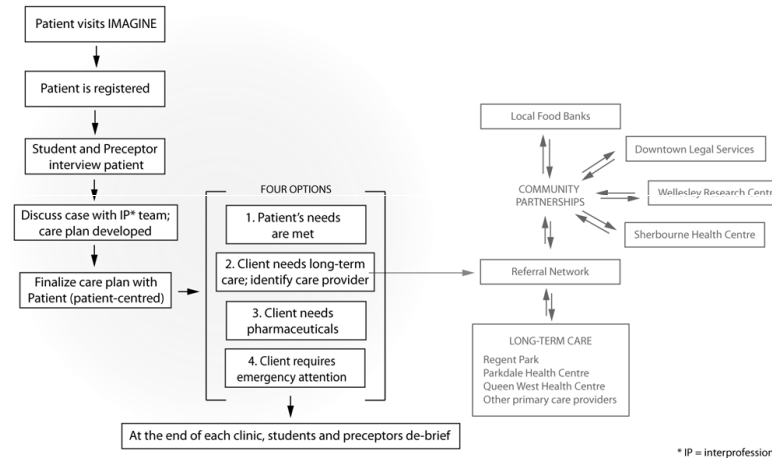 Patient visits IMAGINE
Patient is registered
Student and Preceptor
interview patient
Discuss case with IP* team;
care plan developed
Finalize care plan with
Patient (patient-centred)
FOUR OPTIONS
1. Patient's needs
are met
2. Client needs long-term
care; identify care provider
3. Client needs
pharmaceuticals
4. Client requires
emergency attention
At the end of each clinic, students and preceptors de-brief
Local Food Banks
Downtown Legal Services
COMMUNITY
PARTNERSHIPS
Wellesley Research Centr
Sherbourne Health Centre
Referral Network
LONG-TERM CARE
Regent Park
Parkdale Health Centre
Queen West Health Centre
Other primary care providers
* IP = interprofession